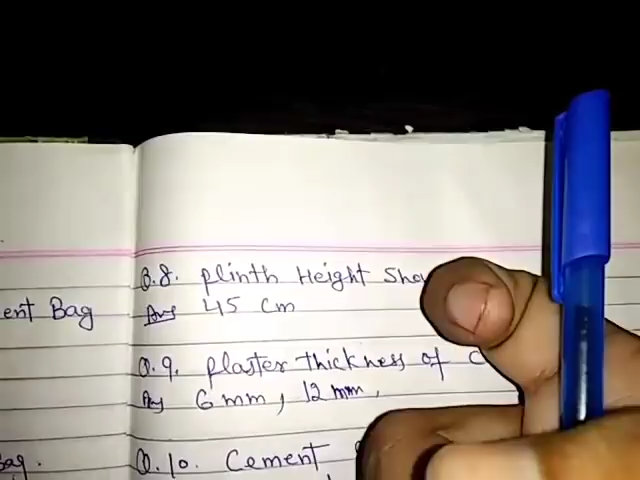 ent Bag
Bag.
Q.8. plinth Height Sho
Ans 45 cm
Q.9. plaster thickness of C
Ans 6 mm, 12 mm,
Q.10. Cement